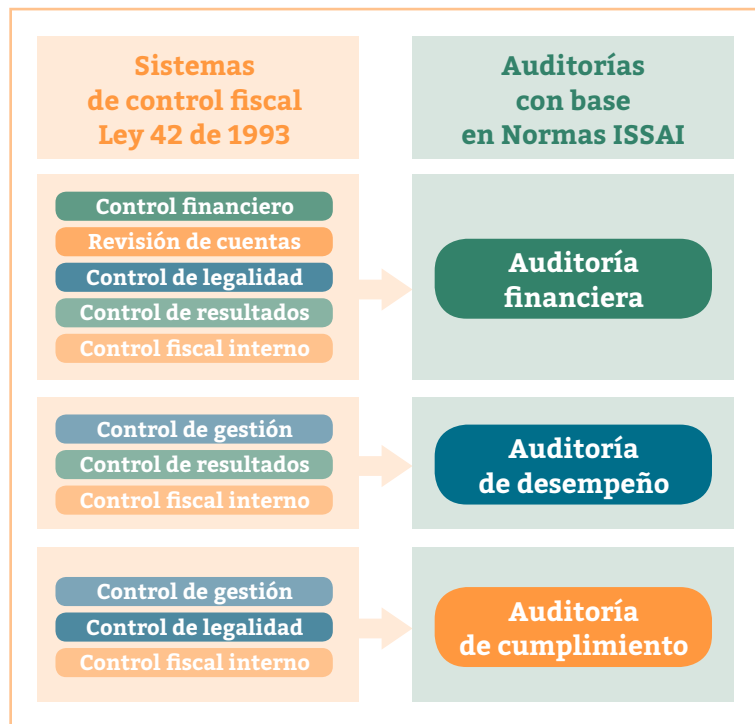 Sistemas
de control fiscal
Ley 42 de 1993
Auditorías
con base
en Normas ISSAI
Control financiero
Revisión de cuentas
Control de legalidad
Control de resultados
Control fiscal interno
Auditoría
financiera
Control de gestión
Control de resultados
Control fiscal interno
Auditoría
de desempeño
Control de gestión
Control de legalidad
Control fiscal interno
Auditoría
de cumplimiento